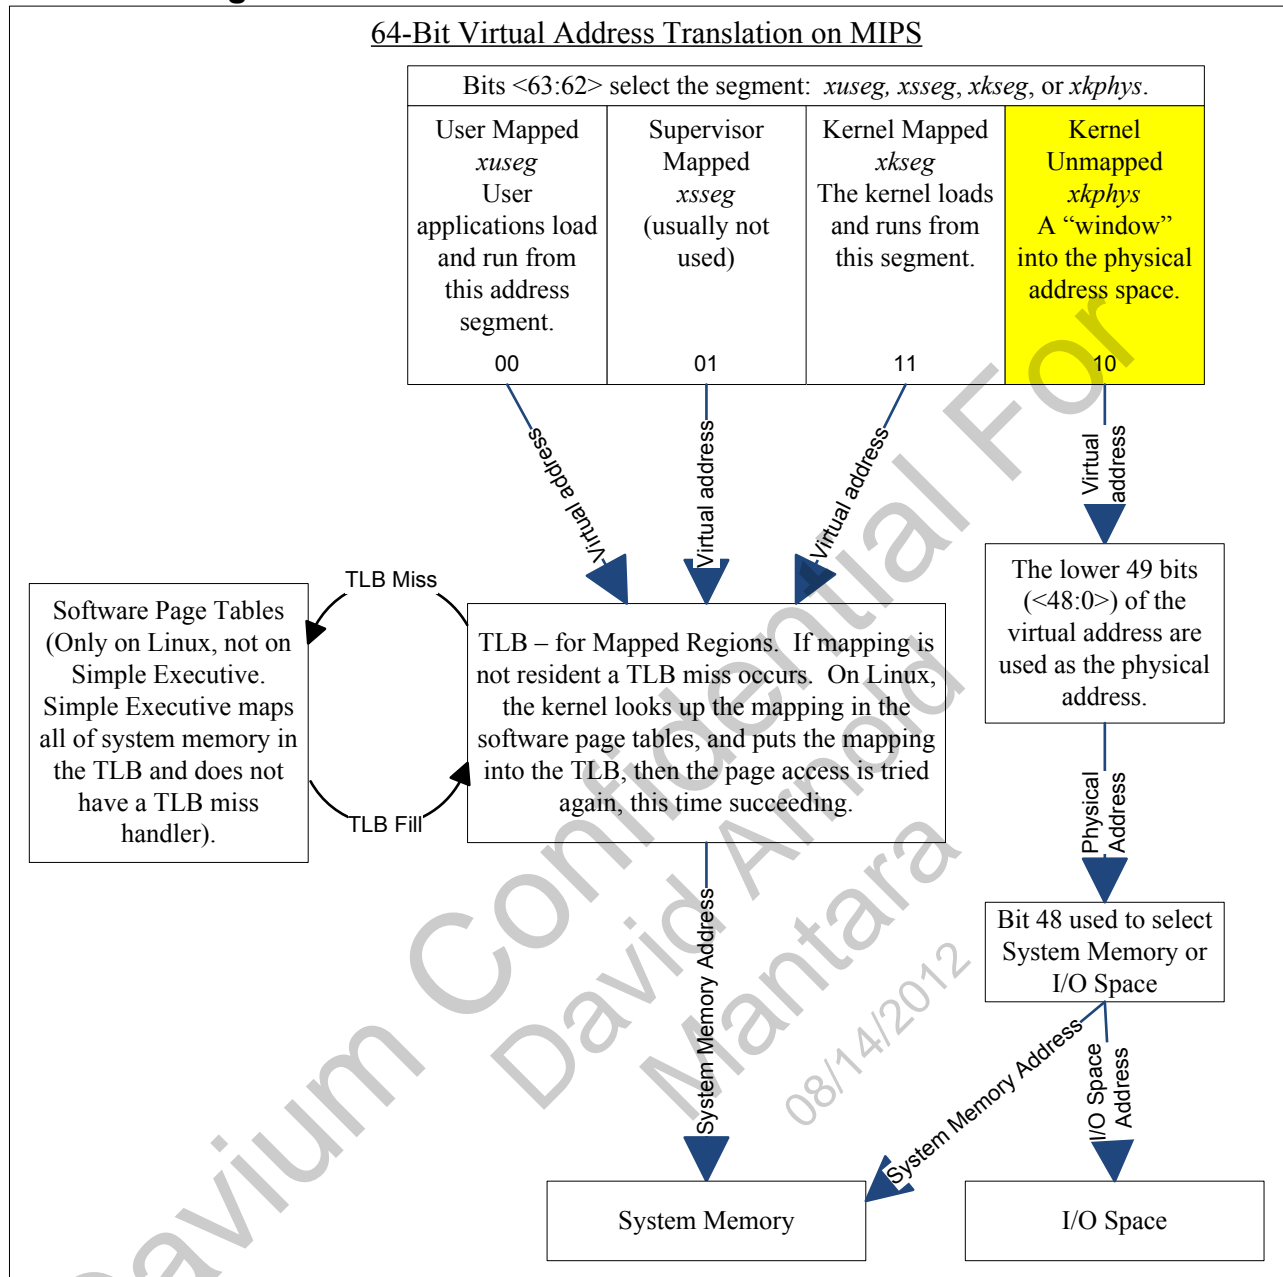 64-Bit Virtual Address Translation on MIPS
Bits <63:62> select the segment: xuseg, xsseg, xkseg, or xkphys.
User Mapped
xuseg
User
applications load
and run from
this address
segment.
00
Supervisor
Mapped
xsseg
(usually not
used)
01
Kernel Mapped
xkseg
The kernel loads
and runs from
this segment.
11
Kernel
Unmapped
xkphys
A “window”
into the physical
address space.
10
Virtual address
Virtual address
Virtual address
Virtual
address
TLB Miss
Software Page Tables
(Only on Linux, not on
Simple Executive.
Simple Executive maps
all of system memory in
the TLB and does not
have a TLB miss
handler).
TLB Fill
TLB – for Mapped Regions. If mapping is
not resident a TLB miss occurs. On Linux,
the kernel looks up the mapping in the
software page tables, and puts the mapping
into the TLB, then the page access is tried
again, this time succeeding.
The lower 49 bits
(<48:0>) of the
virtual address are
used as the physical
address.
Physical
Address
Bit 48 used to select
System Memory or
I/O Space
System Memory Address
System Memory Address
I/O Space
Address
System Memory
I/O Space
Cavium Confidential For
David Arnold
Mantara
08/14/2012